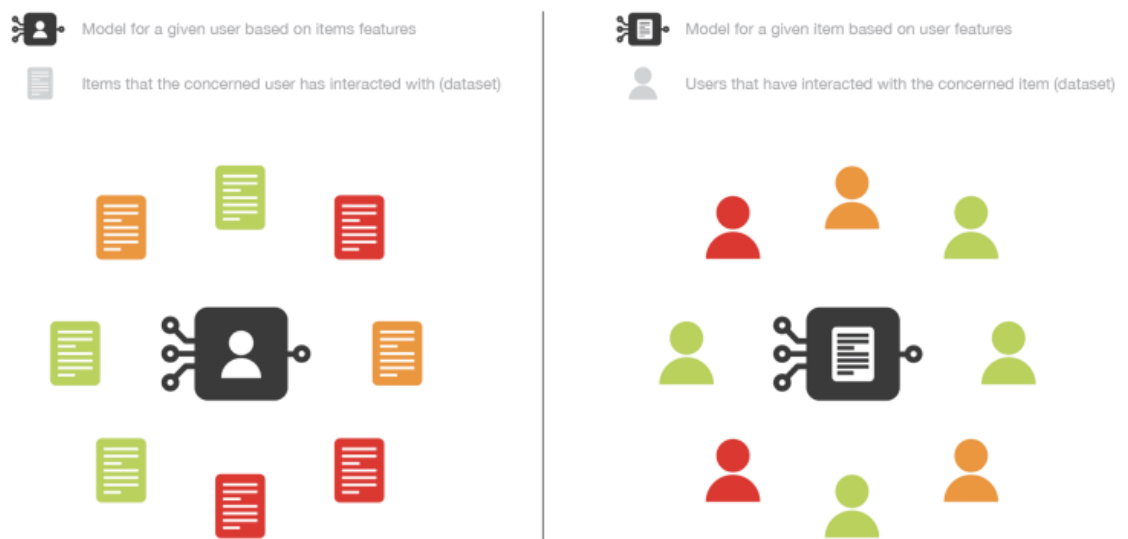 Model for a given user based on items features
Items that the concerned user has interacted with (dataset)
Model for a given item based on user features
Users that have interacted with the concerned item (dataset)